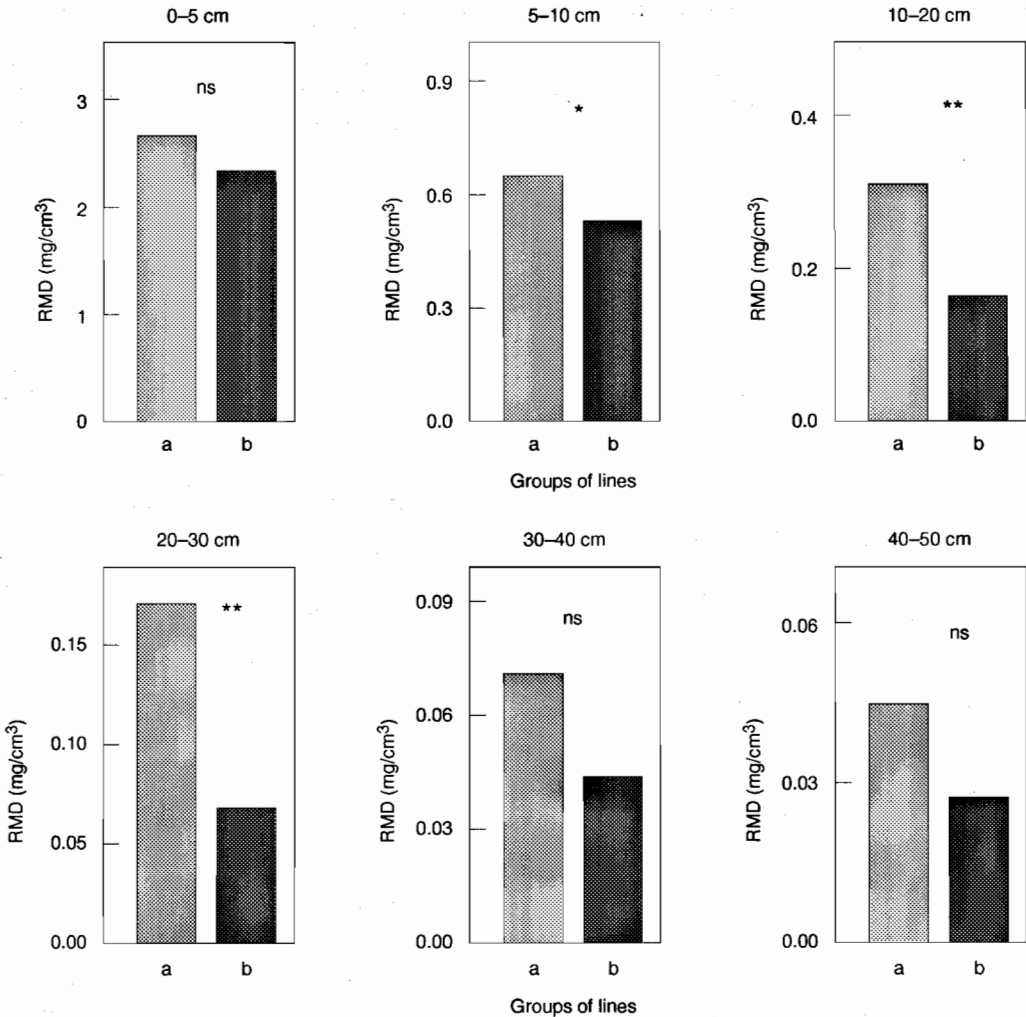 0–5 cm
5–10 cm
10–20 cm
RMD (mg/cm³)
3
2
1
0
ns
a
b
RMD (mg/cm³)
0.9
0.6
0.3
0.0
*
a
b
RMD (mg/cm³)
0.4
0.2
0.0
**
a
b
Groups of lines
20–30 cm
30–40 cm
40–50 cm
RMD (mg/cm³)
0.15
0.10
0.05
0.00
**
a
b
RMD (mg/cm³)
0.09
0.06
0.03
0.00
ns
a
b
RMD (mg/cm³)
0.06
0.03
0.00
ns
a
b
Groups of lines